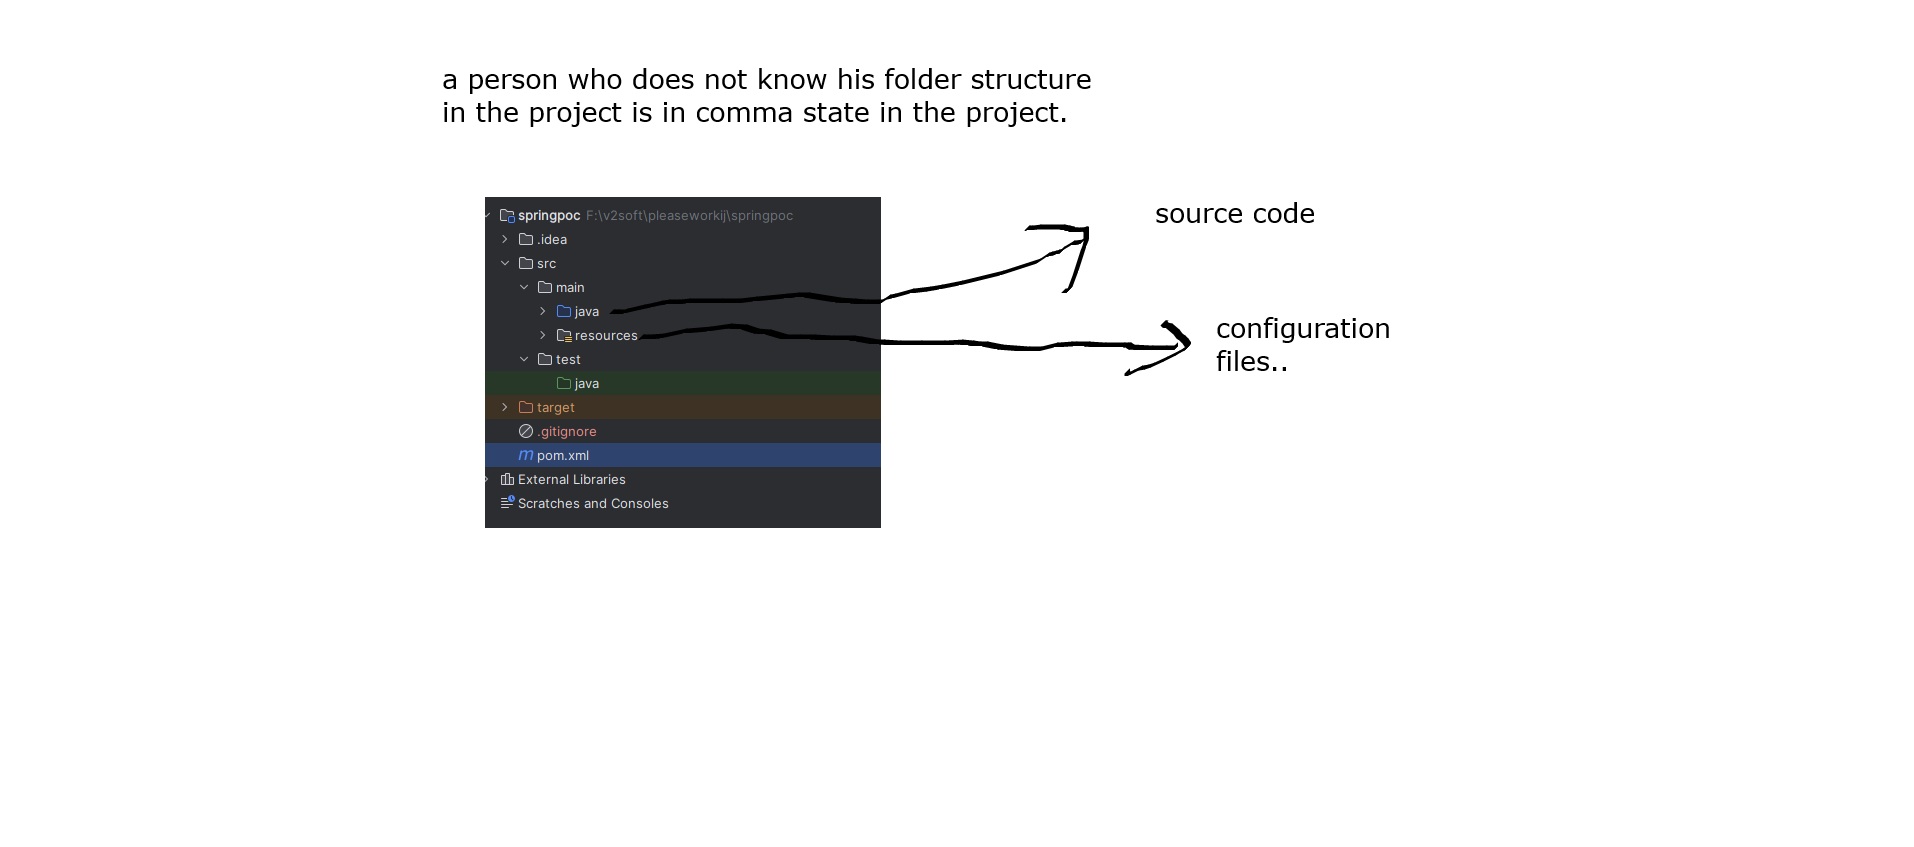 a person who does not know his folder structure
in the project is in comma state in the project.
springpoc F:\v2soft\pleaseworkij\springpoc
.idea
src
main
java
resources
test
java
target
.gitignore
pom.xml
External Libraries
Scratches and Consoles
source code
configuration
files..